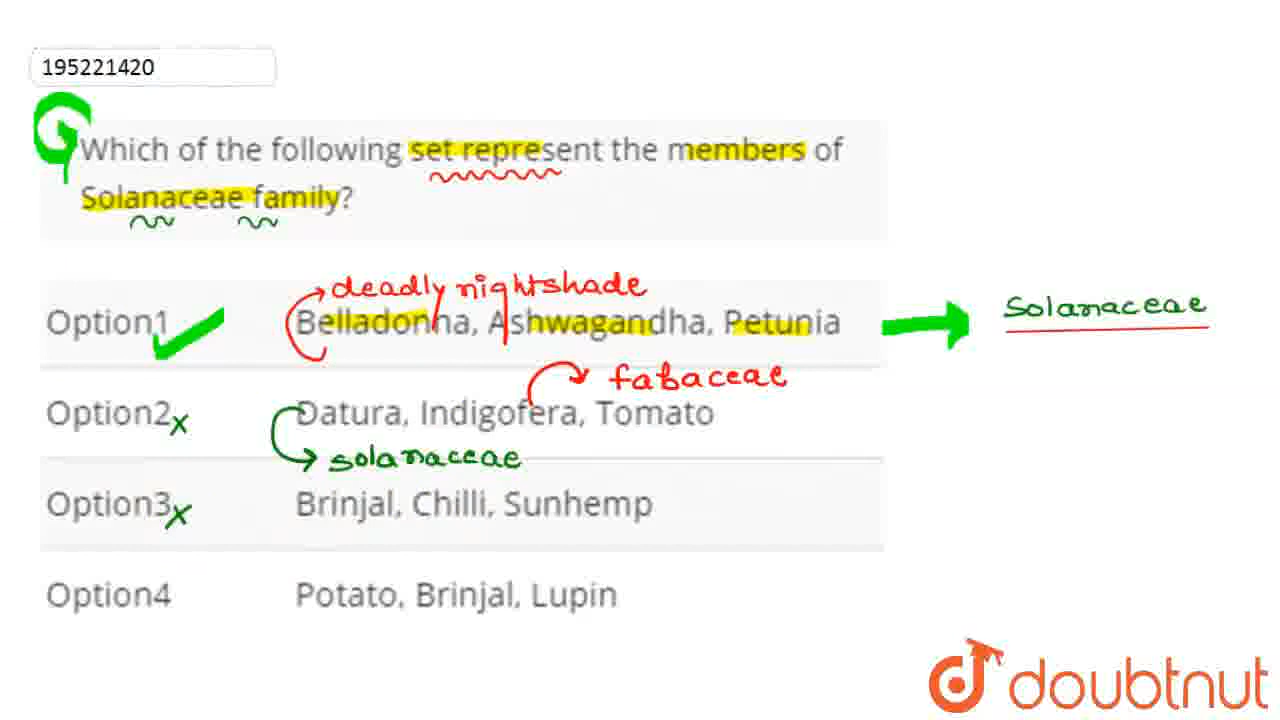 195221420
Which of the following set represent the members of
Solanaceae family?
deadly nightshade
Option1 Belladonna, Ashwagandha, Petunia
Solanaceae
fabaceae
Option2 x Datura, Indigofera, Tomato
solanaceae
Option3 x Brinjal, Chilli, Sunhemp
Option4 Potato, Brinjal, Lupin
doubtnut